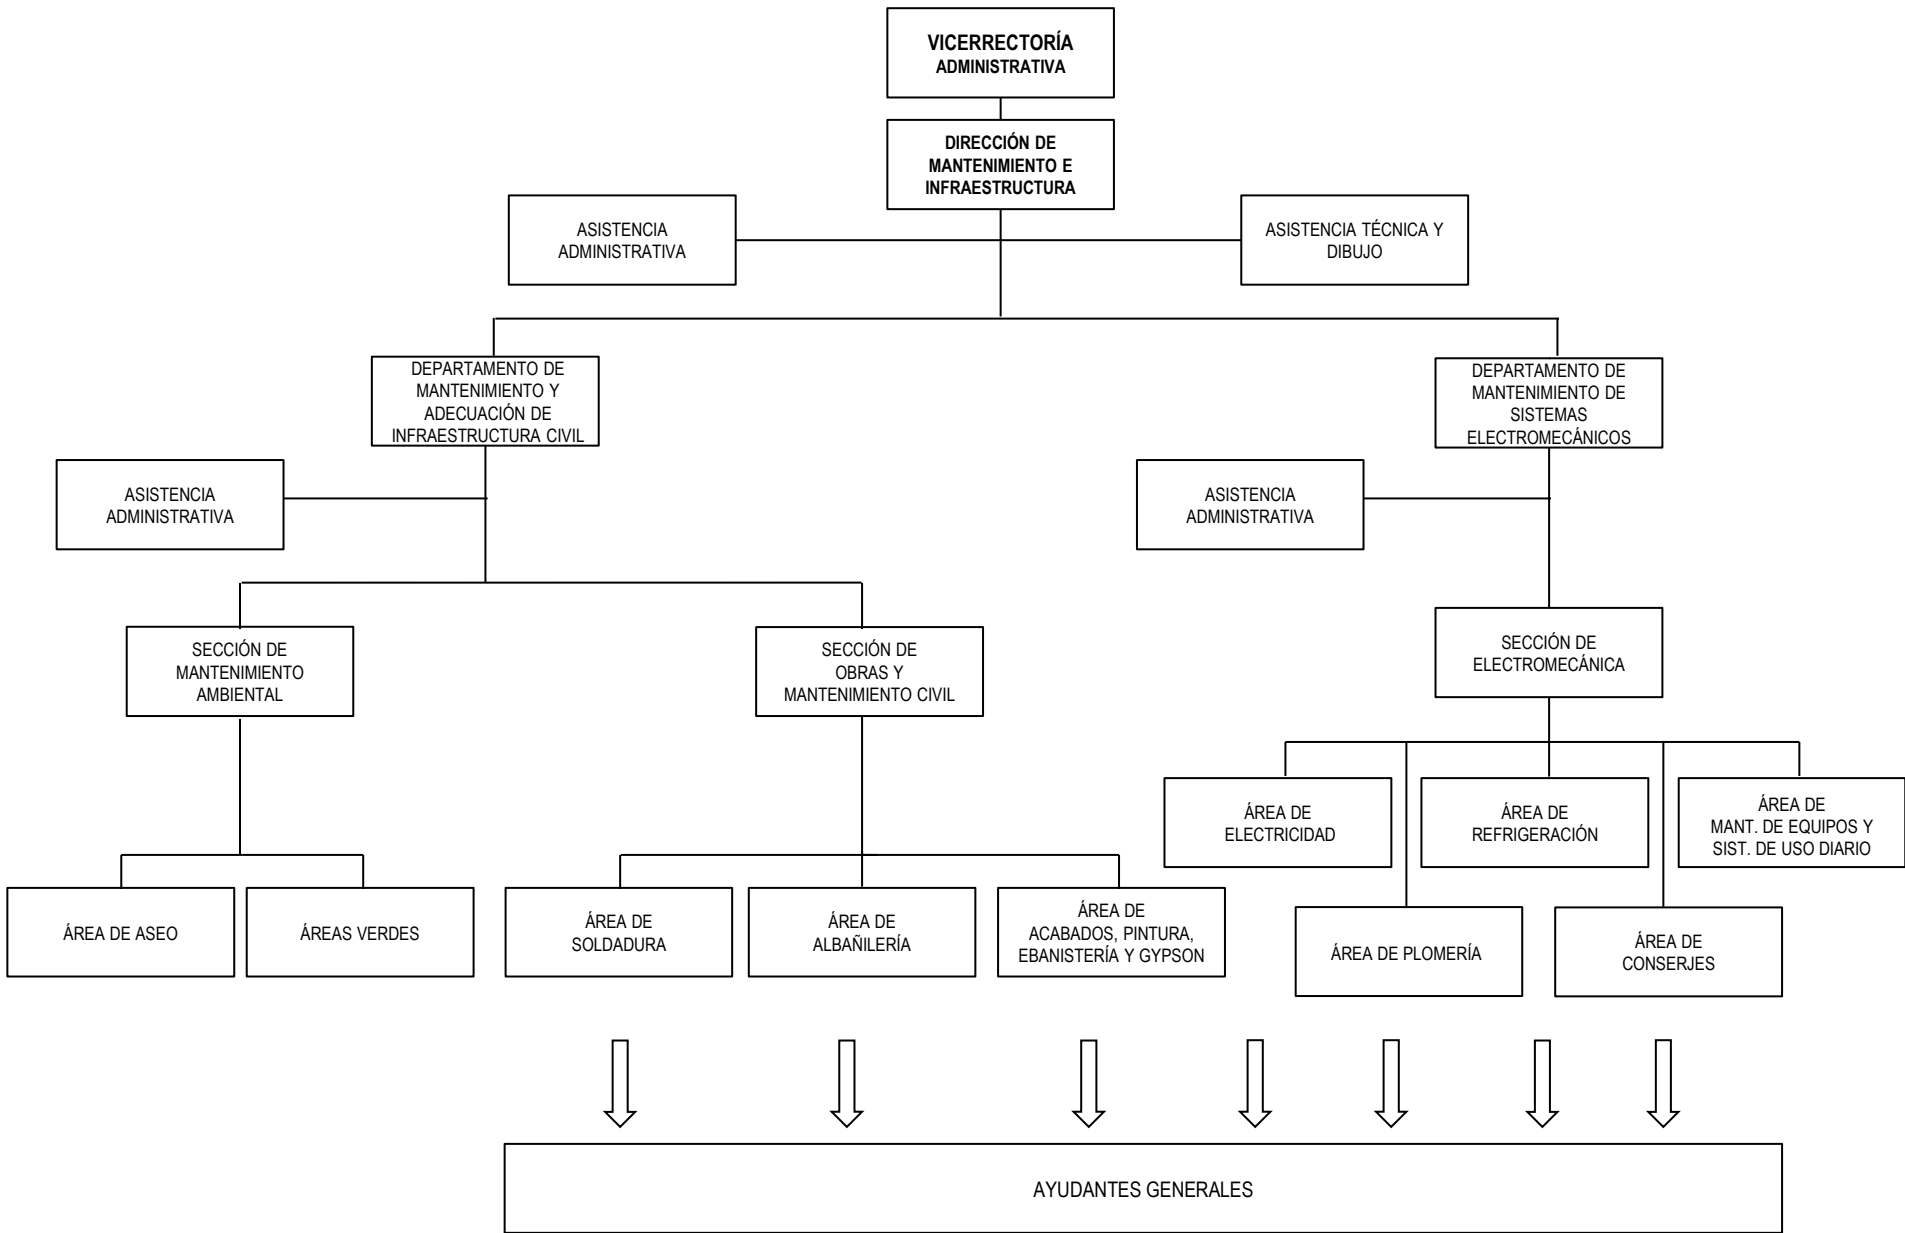 VICERRECTORÍA
ADMINISTRATIVA
DIRECCIÓN DE
MANTENIMIENTO E
INFRAESTRUCTURA
ASISTENCIA
ADMINISTRATIVA
ASISTENCIA TÉCNICA Y
DIBUJO
DEPARTAMENTO DE
MANTENIMIENTO Y
ADECUACIÓN DE
INFRAESTRUCTURA CIVIL
DEPARTAMENTO DE
MANTENIMIENTO DE
SISTEMAS
ELECTROMECÁNICOS
ASISTENCIA
ADMINISTRATIVA
ASISTENCIA
ADMINISTRATIVA
SECCIÓN DE
MANTENIMIENTO
AMBIENTAL
SECCIÓN DE
OBRAS Y
MANTENIMIENTO CIVIL
SECCIÓN DE
ELECTROMECÁNICA
ÁREA DE
ELECTRICIDAD
ÁREA DE
REFRIGERACIÓN
ÁREA DE
MANT. DE EQUIPOS Y
SIST. DE USO DIARIO
ÁREA DE ASEO
ÁREAS VERDES
ÁREA DE
SOLDADURA
ÁREA DE
ALBAÑILERÍA
ÁREA DE
ACABADOS, PINTURA,
EBANISTERÍA Y GYPSON
ÁREA DE PLOMERÍA
ÁREA DE
CONSERJES
AYUDANTES GENERALES